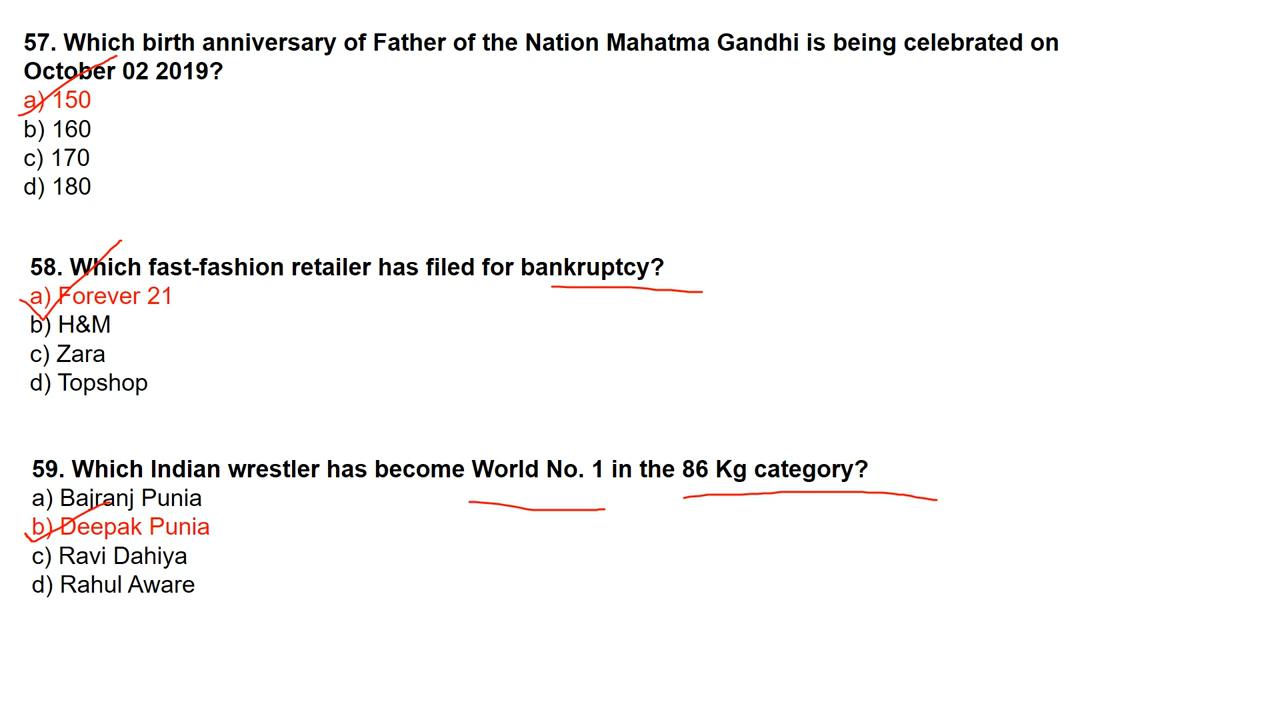 57. Which birth anniversary of Father of the Nation Mahatma Gandhi is being celebrated on
October 02 2019?
a) 150
b) 160
c) 170
d) 180
58. Which fast-fashion retailer has filed for bankruptcy?
a) Forever 21
b) H&M
c) Zara
d) Topshop
59. Which Indian wrestler has become World No. 1 in the 86 Kg category?
a) Bajranj Punia
b) Deepak Punia
c) Ravi Dahiya
d) Rahul Aware